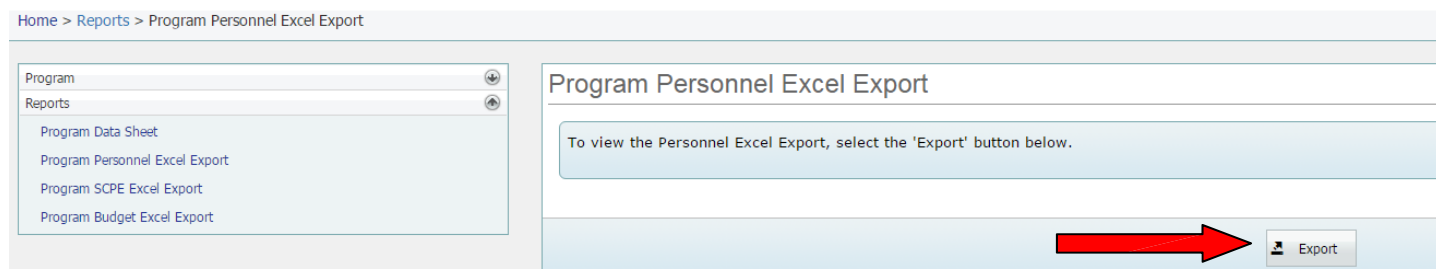 Home > Reports > Program Personnel Excel Export
Program
Reports
Program Data Sheet
Program Personnel Excel Export
Program SCPE Excel Export
Program Budget Excel Export
Program Personnel Excel Export
To view the Personnel Excel Export, select the 'Export' button below.
Export